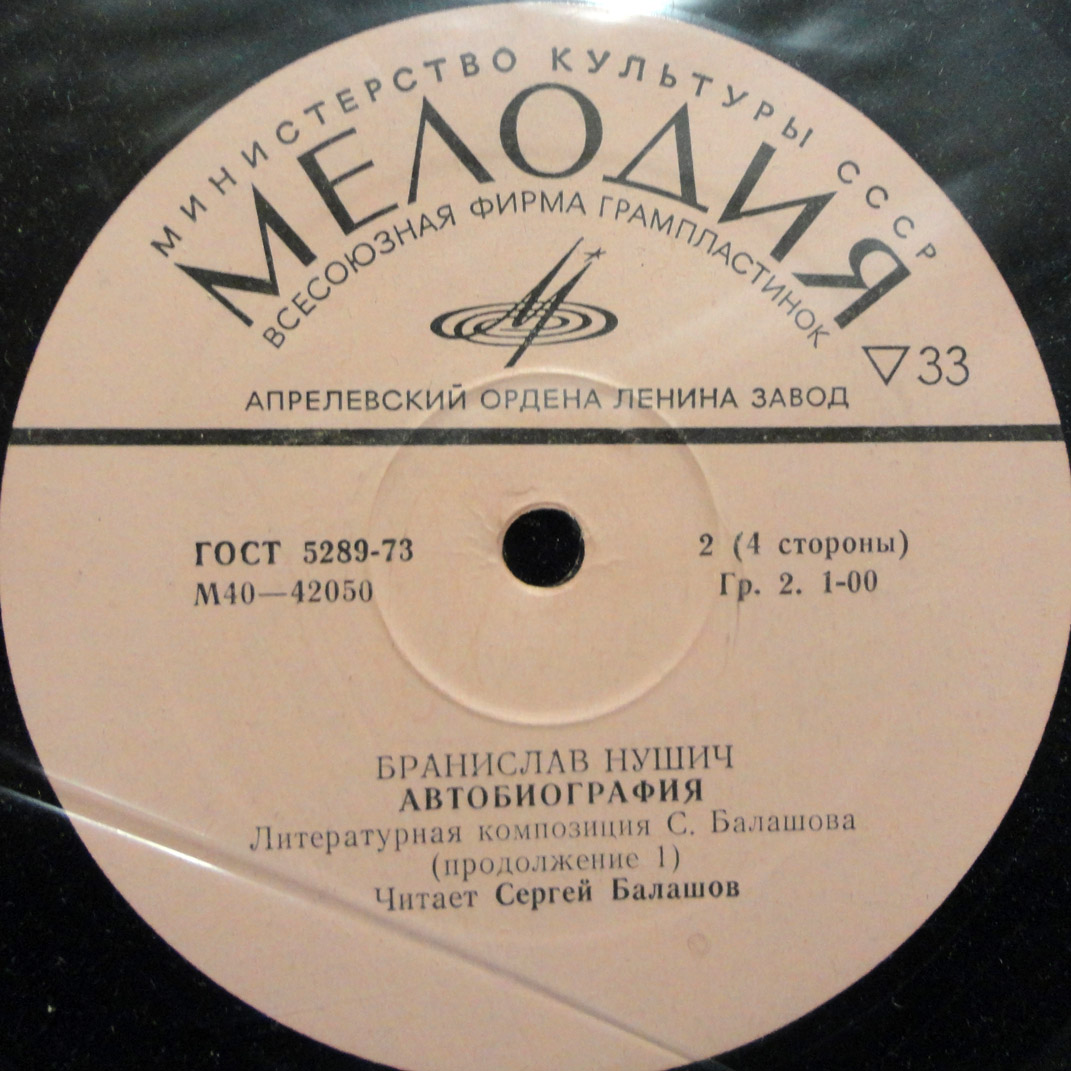 МИНИСТЕРСТВО КУЛЬТУРЫ СССР
МЕЛОДИЯ
ВСЕСОЮЗНАЯ ФИРМА ГРАМПЛАСТИНОК
▽33
АПРЕЛЕВСКИЙ ОРДЕНА ЛЕНИНА ЗАВОД
ГОСТ 5289-73
М40—42050
2 (4 стороны)
Гр. 2. 1-00
БРАНИСЛАВ НУШИЧ
АВТОБИОГРАФИЯ
Литературная композиция С. Балашова
(продолжение 1)
Читает Сергей Балашов